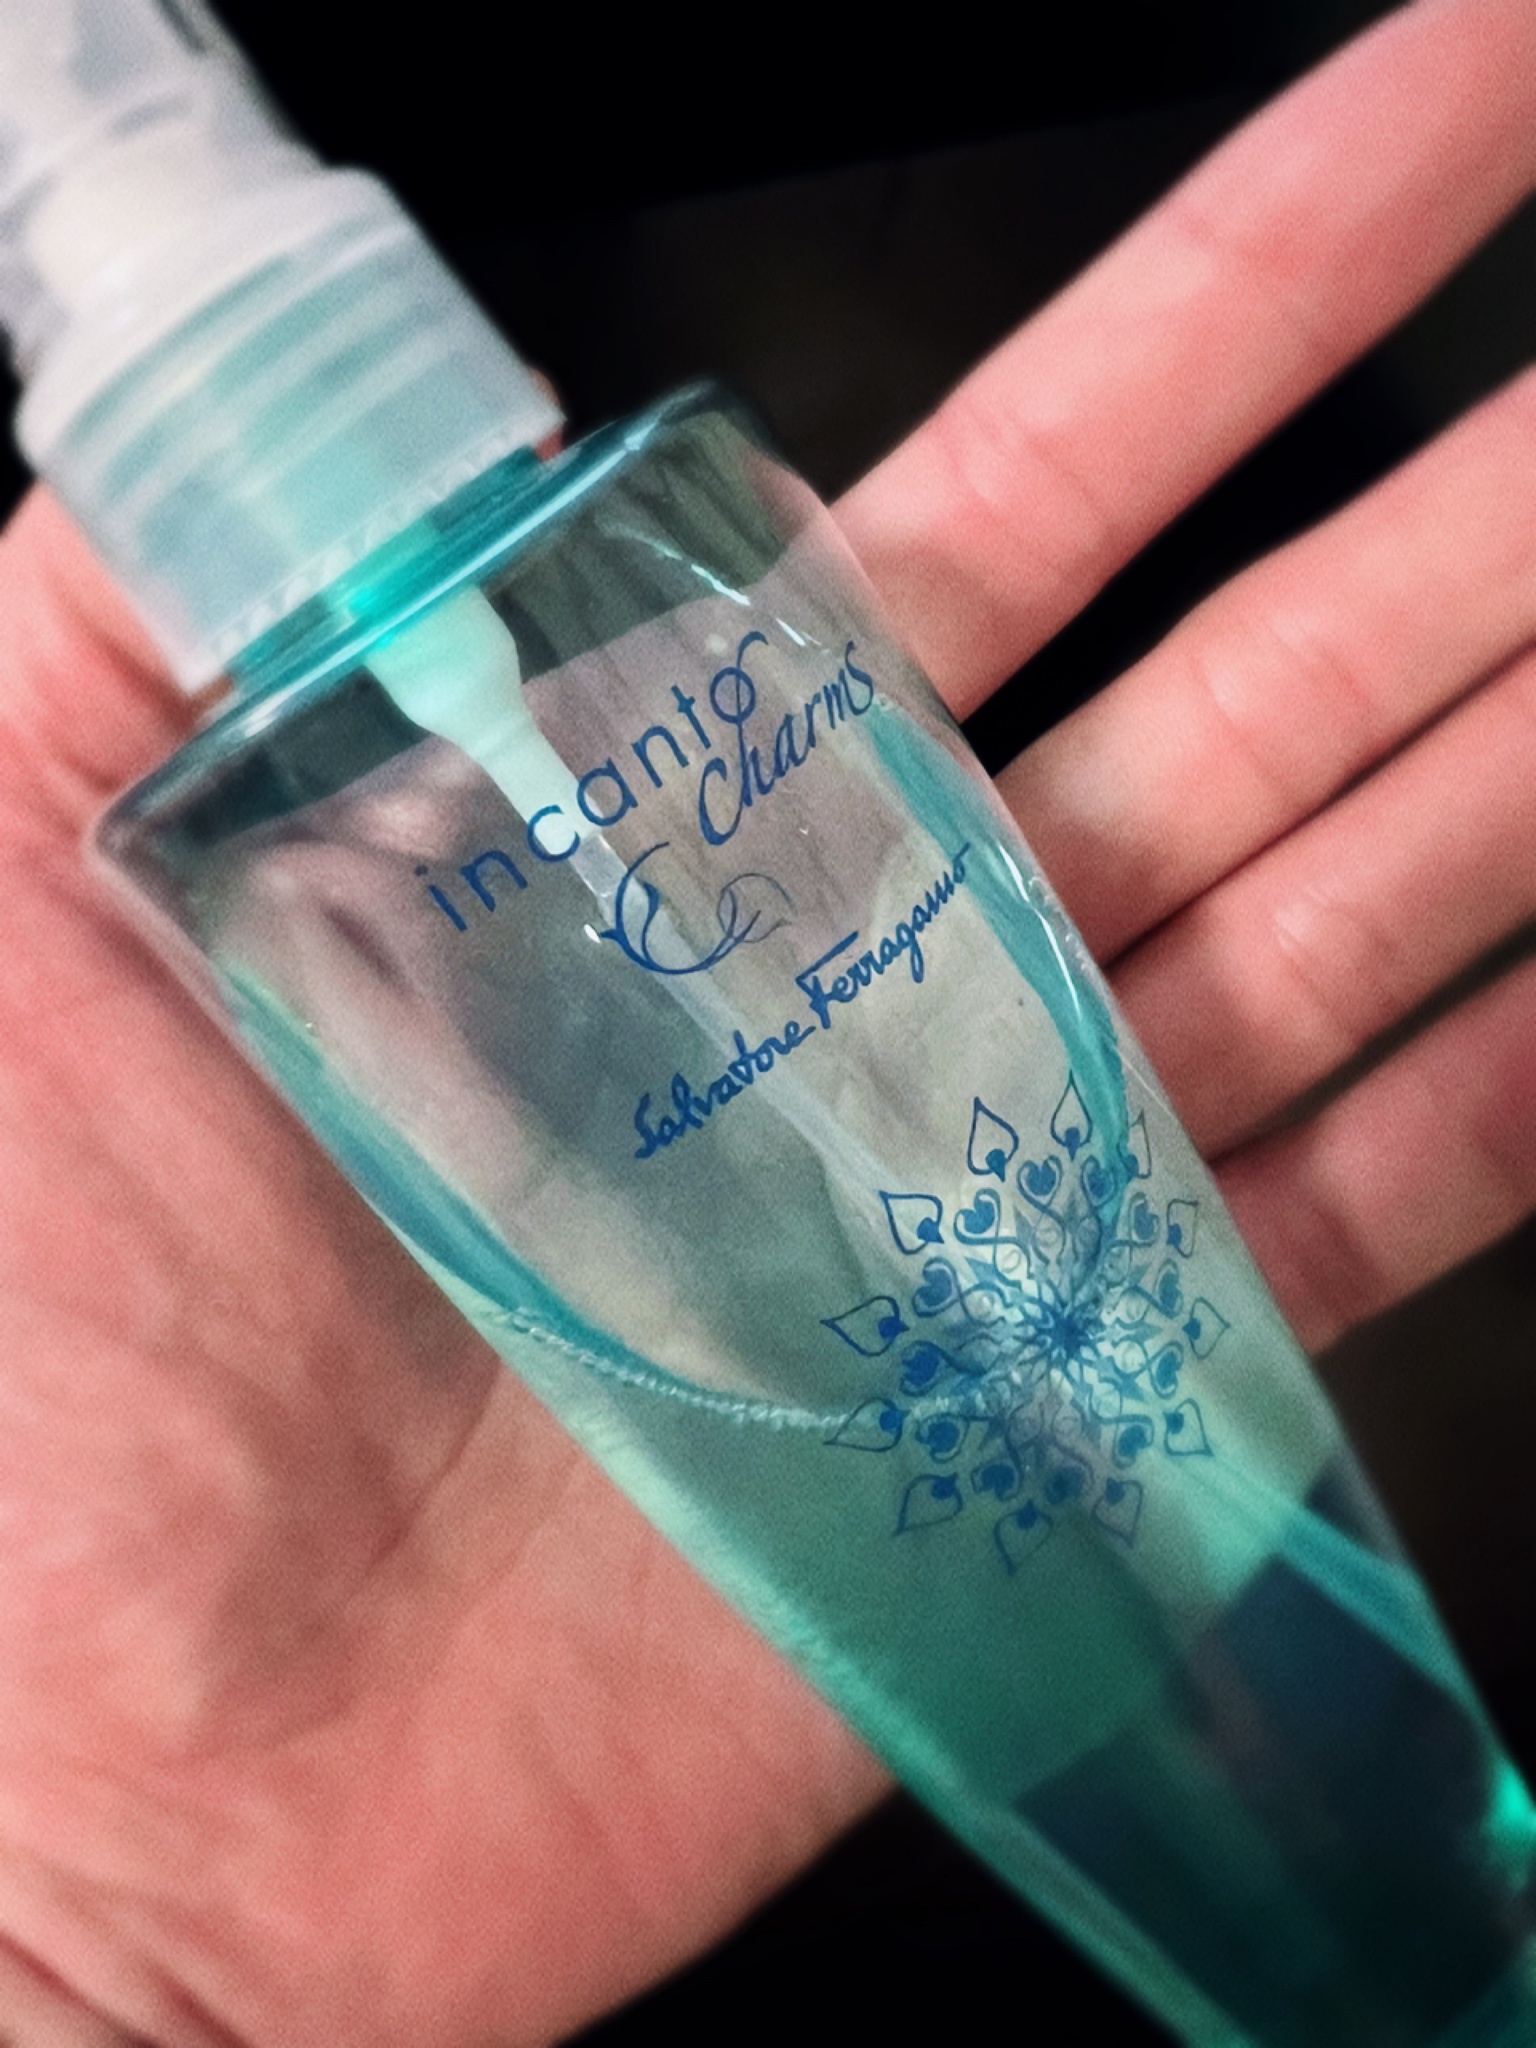 incanto
Charms
Salvatore Ferragamo